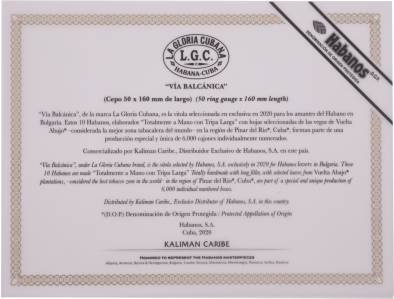 LA GLORIA CUBANA
L.G.C.
HABANA-CUBA
Habanos s.a.
DENOMINACIÓN DE ORIGEN PROTEGIDA
"VÍA BALCÁNICA"
(Cepo 50 x 160 mm de largo) (50 ring gauge x 160 mm length)
"Vía Balcánica", de la marca La Gloria Cubana, es la vitola seleccionada en exclusiva en 2020 para los amantes del Habano en
Bulgaria. Estos 10 Habanos, elaborados "Totalmente a Mano con Tripa Larga" con hojas seleccionadas de las vegas de Vuelta
Abajo* -considerada la mejor zona tabacalera del mundo - en la región de Pinar del Río*, Cuba*, forman parte de una
producción especial y única de 6,000 cajones individualmente numerados.
Comercializado por Kaliman Caribe, Distribuidor Exclusivo de Habanos, S.A. en este país.
"Vía Balcánica", under La Gloria Cubana brand, is the vitola selected by Habanos, S.A. exclusively in 2020 for Habanos lovers in Bulgaria. These
10 Habanos are made "Totalmente a Mano con Tripa Larga" Totally handmade with long filler, with selected leaves from Vuelta Abajo*
plantations, - considered the best tobacco zone in the world - in the region of Pinar del Río*, Cuba*, are part of a special and unique production of
6,000 individual numbered boxes.
Distributed by Kaliman Caribe, Exclusive Distributor of Habanos, S.A. in this country.
*(D.O.P.) Denominación de Origen Protegida / Protected Appellation of Origin
Habanos, S.A.
Cuba, 2020
KALIMAN CARIBE
HONORED TO REPRESENT THE HABANOS MASTERPIECES